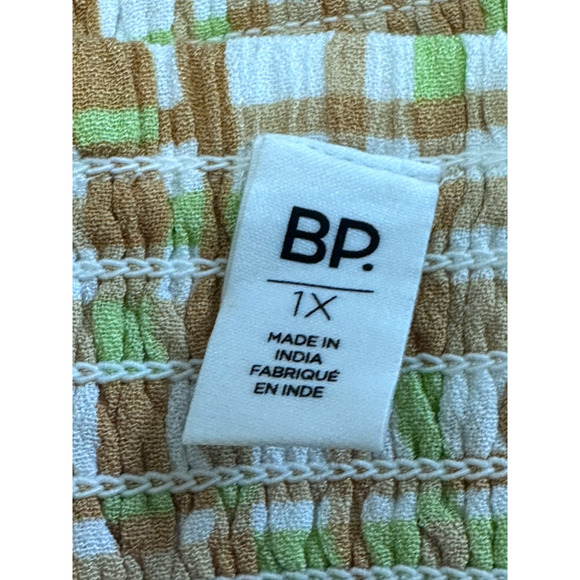 BP.
1X
MADE IN
INDIA
FABRIQUÉ
EN INDE